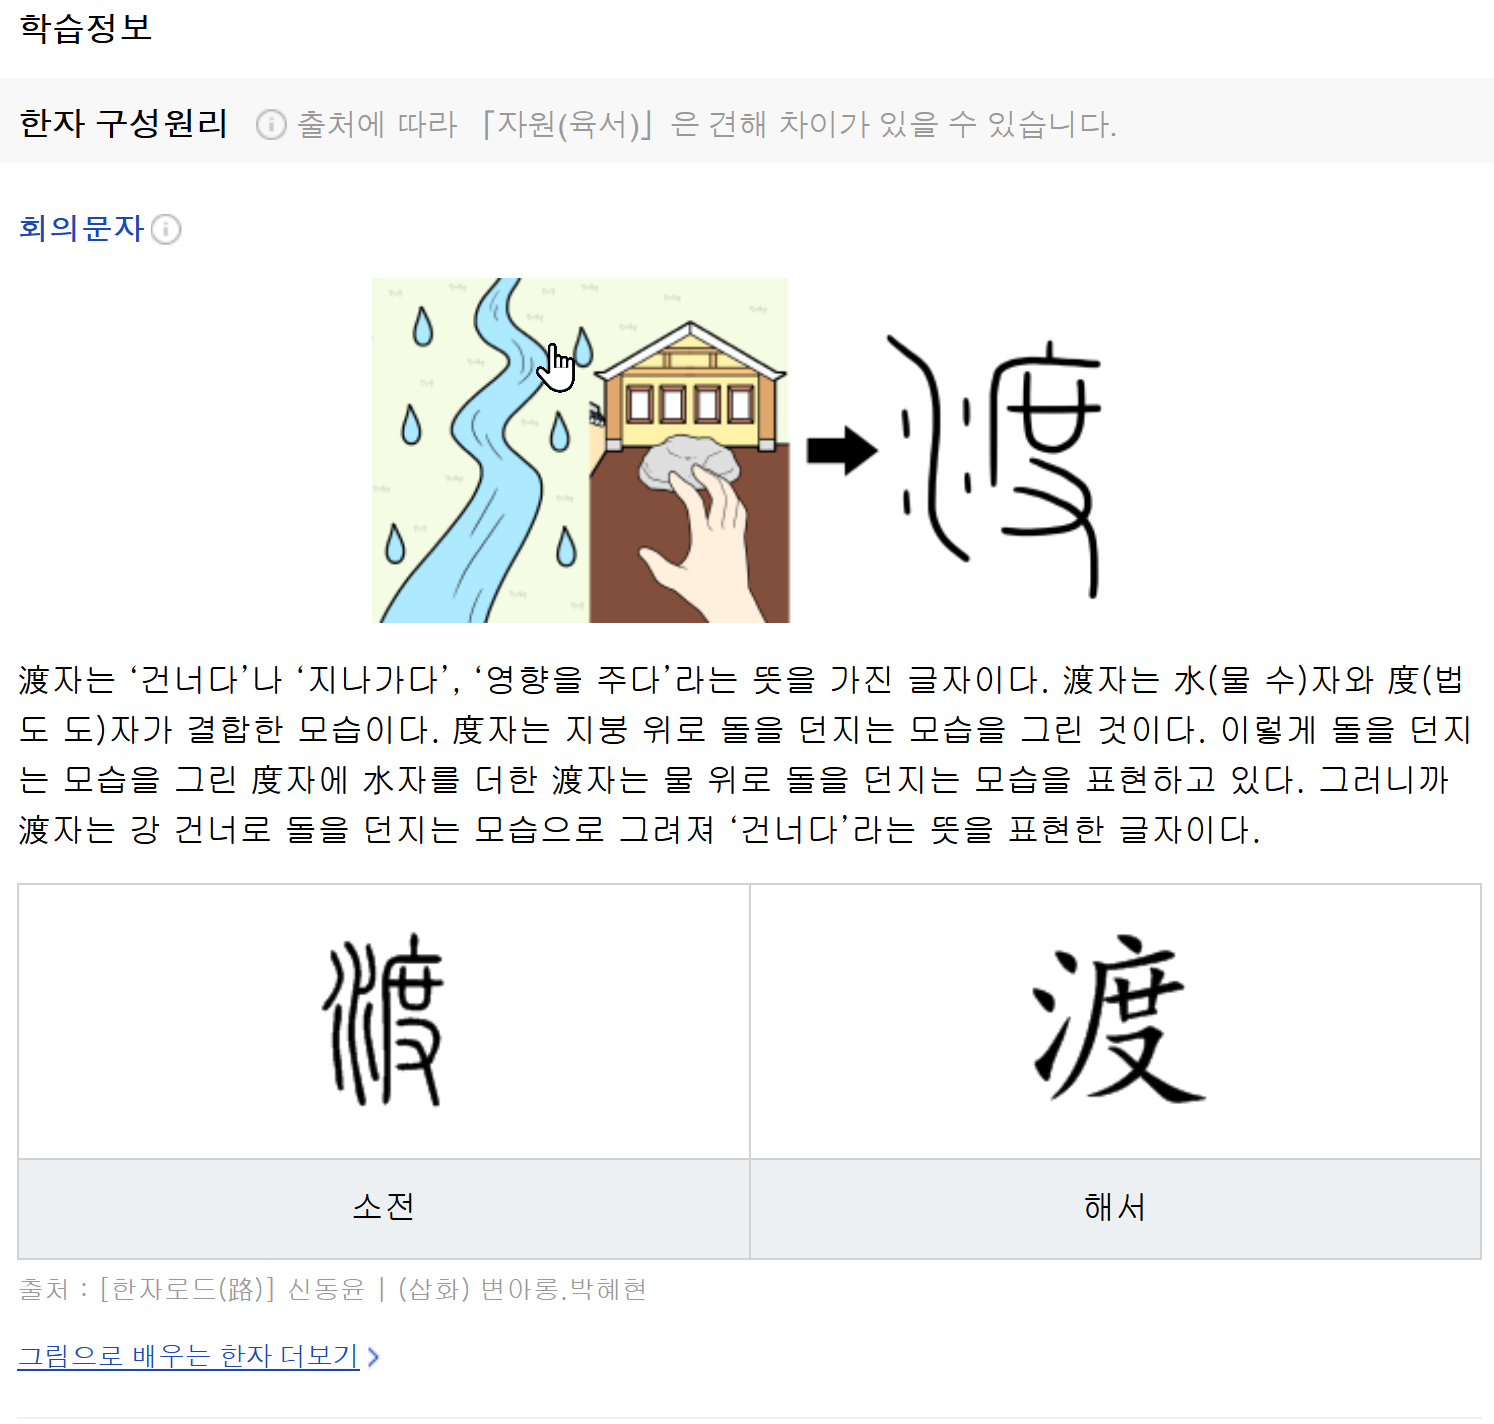 학습정보
한자 구성원리 출처에 따라 「자원(육서)」은 견해 차이가 있을 수 있습니다.
회의문자
渡
渡자는 ‘건너다’나 ‘지나가다’, ‘영향을 주다’라는 뜻을 가진 글자이다. 渡자는 水(물 수)자와 度(법
도 도)자가 결합한 모습이다. 度자는 지붕 위로 돌을 던지는 모습을 그린 것이다. 이렇게 돌을 던지
는 모습을 그린 度자에 水자를 더한 渡자는 물 위로 돌을 던지는 모습을 표현하고 있다. 그러니까
渡자는 강 건너로 돌을 던지는 모습으로 그려져 ‘건너다’라는 뜻을 표현한 글자이다.
渡 渡
소전 해서
출처 : [한자로드(路)] 신동윤 | (삽화) 변아롱.박혜현
그림으로 배우는 한자 더보기